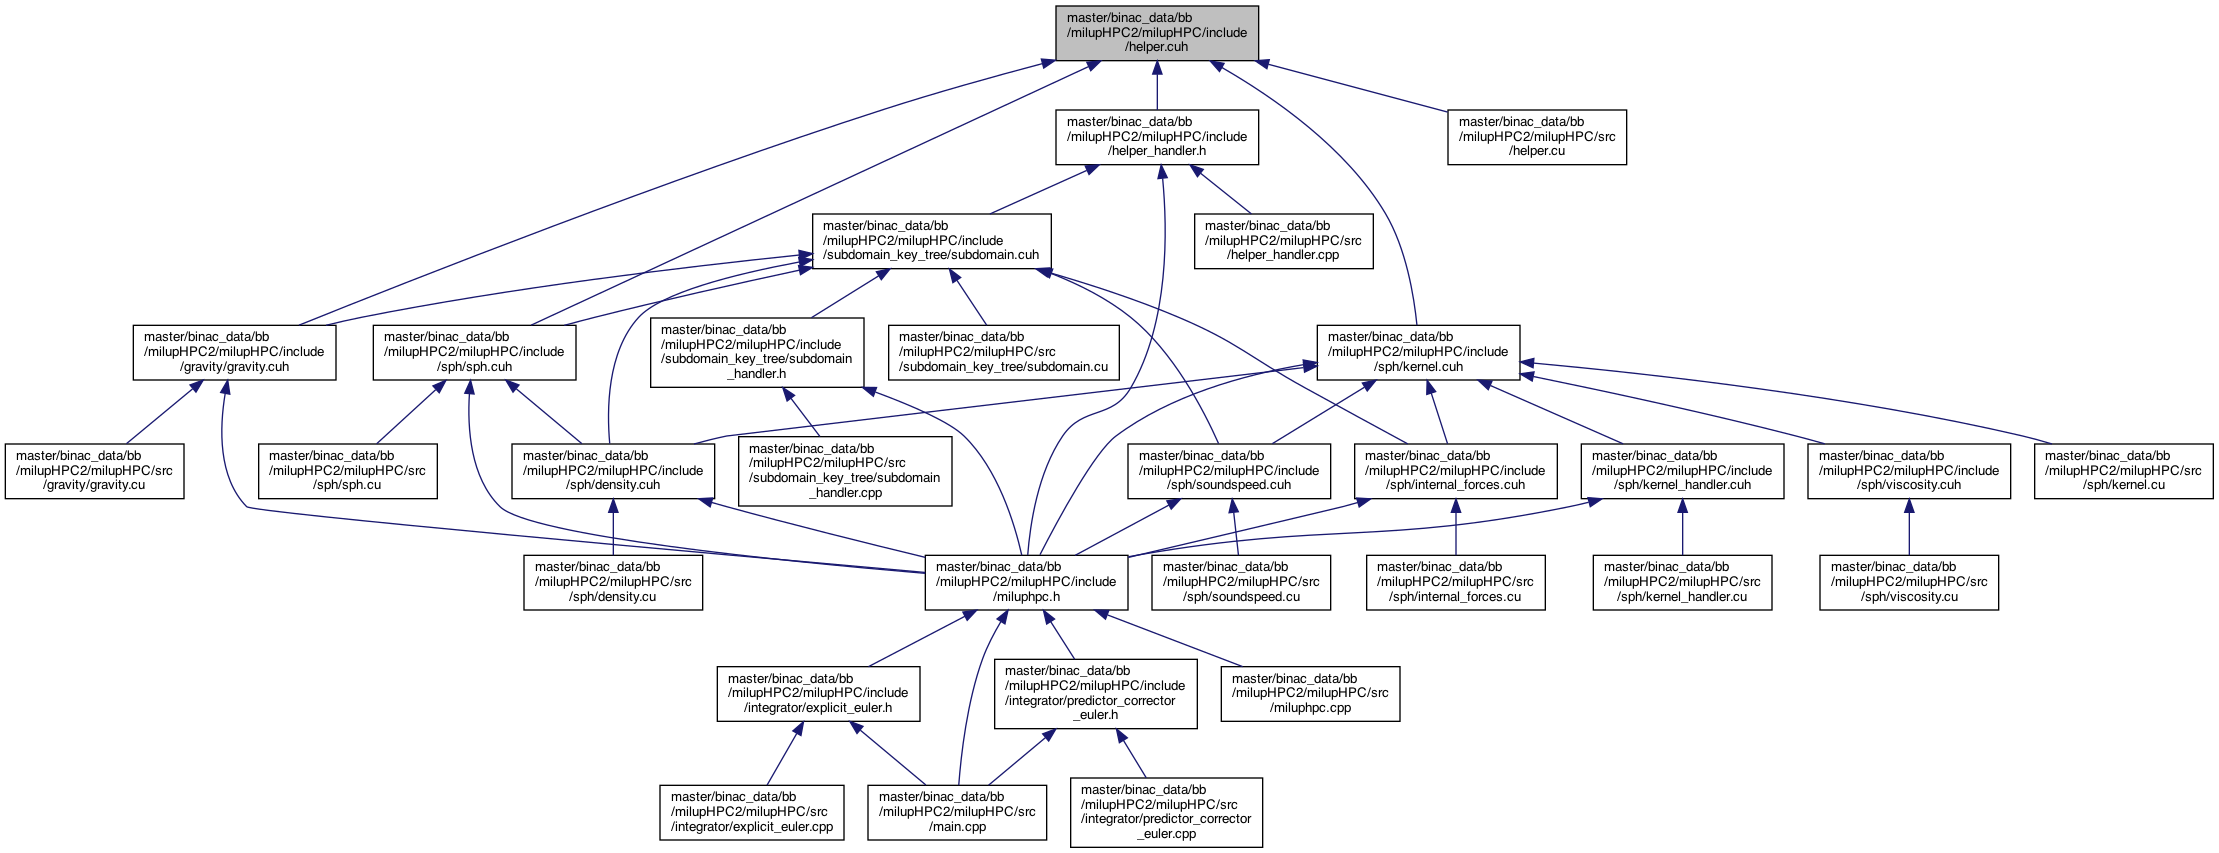 master/binac_data/bb
/milupHPC2/milupHPC/include
/helper.cuh
master/binac_data/bb
/milupHPC2/milupHPC/include
/helper_handler.h
master/binac_data/bb
/milupHPC2/milupHPC/src
/helper.cu
master/binac_data/bb
/milupHPC2/milupHPC/include
/subdomain_key_tree/subdomain.cuh
master/binac_data/bb
/milupHPC2/milupHPC/src
/helper_handler.cpp
master/binac_data/bb
/milupHPC2/milupHPC/include
/gravity/gravity.cuh
master/binac_data/bb
/milupHPC2/milupHPC/include
/sph/sph.cuh
master/binac_data/bb
/milupHPC2/milupHPC/include
/subdomain_key_tree/subdomain
_handler.h
master/binac_data/bb
/milupHPC2/milupHPC/src
/subdomain_key_tree/subdomain.cu
master/binac_data/bb
/milupHPC2/milupHPC/include
/sph/kernel.cuh
master/binac_data/bb
/milupHPC2/milupHPC/src
/gravity/gravity.cu
master/binac_data/bb
/milupHPC2/milupHPC/src
/sph/sph.cu
master/binac_data/bb
/milupHPC2/milupHPC/include
/sph/density.cuh
master/binac_data/bb
/milupHPC2/milupHPC/src
/subdomain_key_tree/subdomain
_handler.cpp
master/binac_data/bb
/milupHPC2/milupHPC/include
/sph/soundspeed.cuh
master/binac_data/bb
/milupHPC2/milupHPC/include
/sph/internal_forces.cuh
master/binac_data/bb
/milupHPC2/milupHPC/include
/sph/kernel_handler.cuh
master/binac_data/bb
/milupHPC2/milupHPC/include
/sph/viscosity.cuh
master/binac_data/bb
/milupHPC2/milupHPC/src
/sph/kernel.cu
master/binac_data/bb
/milupHPC2/milupHPC/src
/sph/density.cu
master/binac_data/bb
/milupHPC2/milupHPC/include
/miluphpc.h
master/binac_data/bb
/milupHPC2/milupHPC/src
/sph/soundspeed.cu
master/binac_data/bb
/milupHPC2/milupHPC/src
/sph/internal_forces.cu
master/binac_data/bb
/milupHPC2/milupHPC/src
/sph/kernel_handler.cu
master/binac_data/bb
/milupHPC2/milupHPC/src
/sph/viscosity.cu
master/binac_data/bb
/milupHPC2/milupHPC/include
/integrator/explicit_euler.h
master/binac_data/bb
/milupHPC2/milupHPC/include
/integrator/predictor_corrector
_euler.h
master/binac_data/bb
/milupHPC2/milupHPC/src
/miluphpc.cpp
master/binac_data/bb
/milupHPC2/milupHPC/src
/integrator/explicit_euler.cpp
master/binac_data/bb
/milupHPC2/milupHPC/src
/main.cpp
master/binac_data/bb
/milupHPC2/milupHPC/src
/integrator/predictor_corrector
_euler.cpp